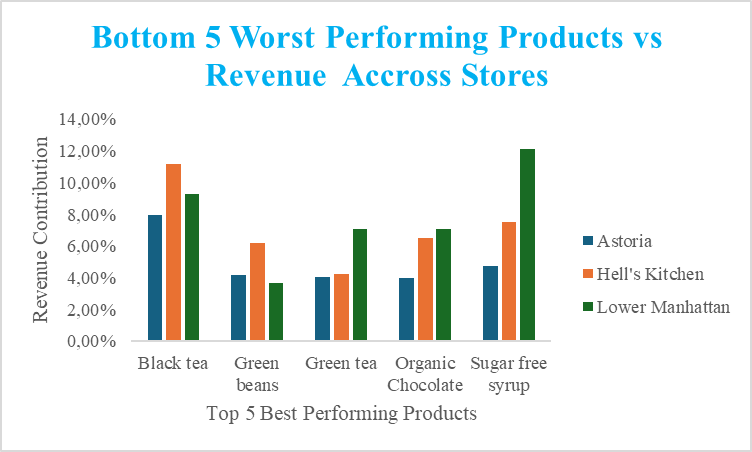 Bottom 5 Worst Performing Products vs
Revenue  Accross Stores
14,00%
12,00%
10,00%
8,00%
6,00%
4,00%
2,00%
0,00%
Revenue Contribution
Black tea
Green
beans
Green tea
Organic
Chocolate
Sugar free
syrup
Top 5 Best Performing Products
Astoria
Hell's Kitchen
Lower Manhattan